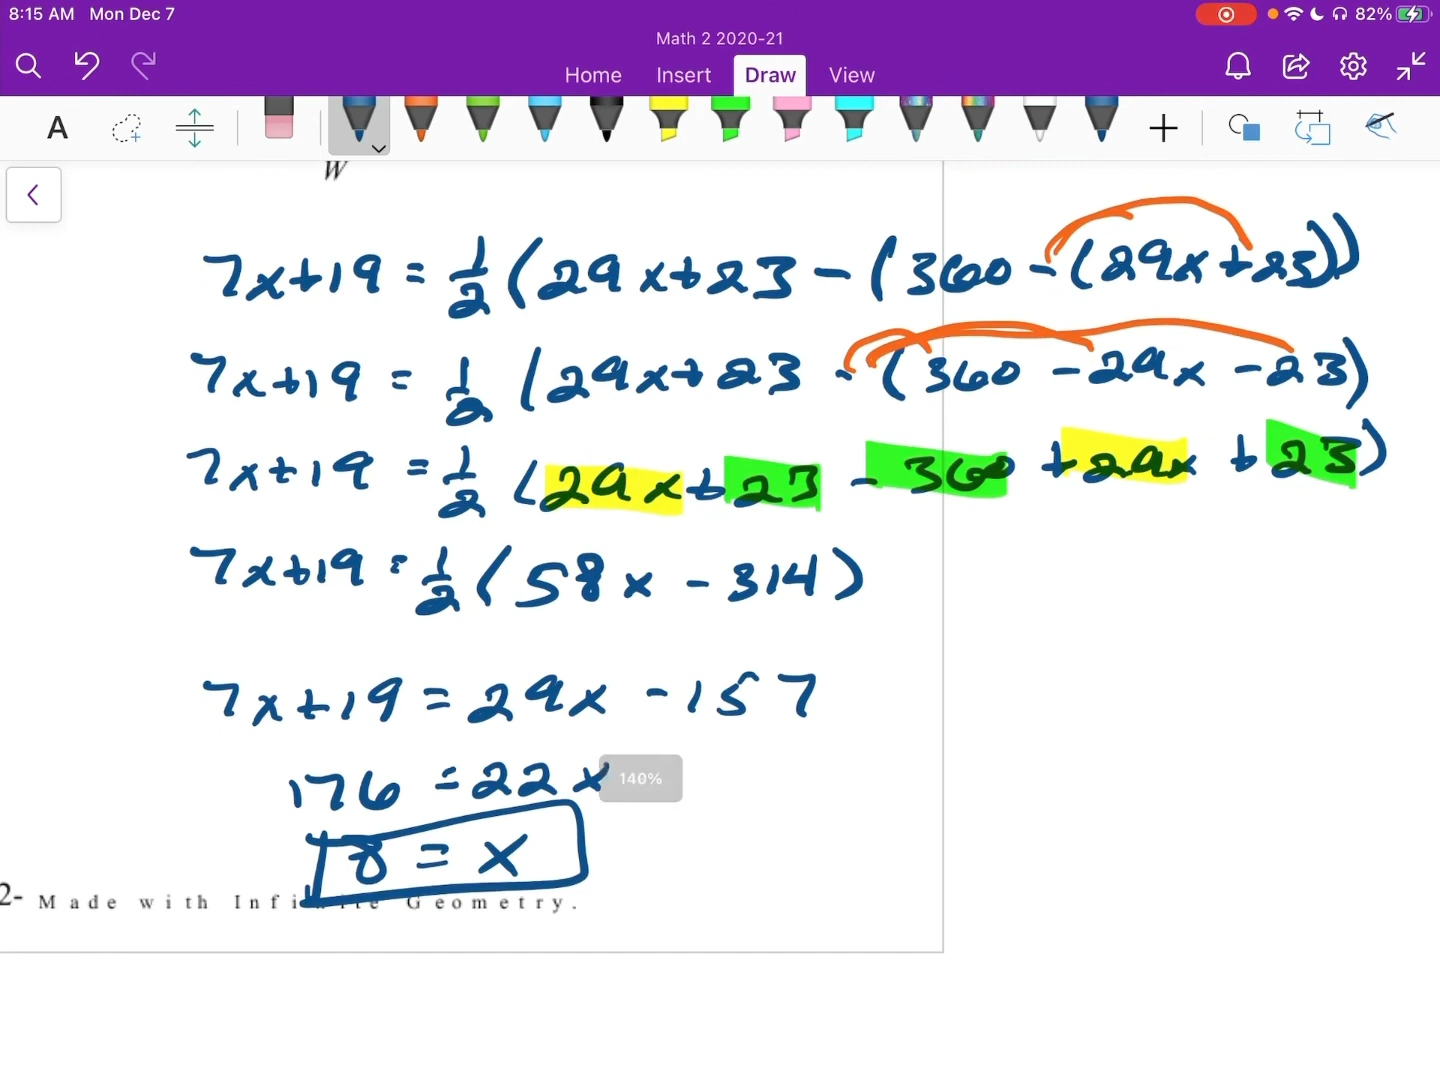 8:15 AM Mon Dec 7
82%
Math 2 2020-21
Home Insert Draw View
A
W
7x+19 = 1/2 (29x+23 - (360 - (29x+23))
7x+19 = 1/2 (29x+23 - (360 - 29x - 23)
7x+19 = 1/2 (29x+23 - 360 + 29x + 23)
7x+19 = 1/2 (58x - 314)
7x+19 = 29x - 157
176 = 22x
140%
8 = x
2- Made with Infinite Geometry.